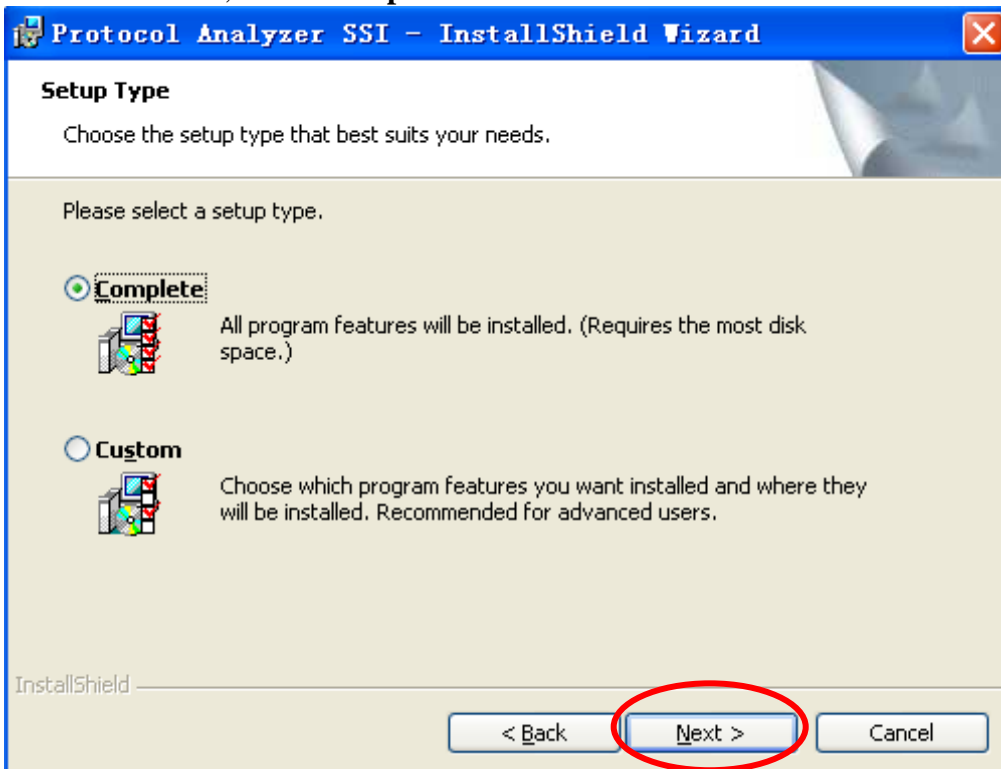 Protocol Analyzer SSI - InstallShield Wizard
Setup Type
Choose the setup type that best suits your needs.
Please select a setup type.
Complete
All program features will be installed. (Requires the most disk
space.)
Custom
Choose which program features you want installed and where they
will be installed. Recommended for advanced users.
InstallShield
< Back
Next >
Cancel